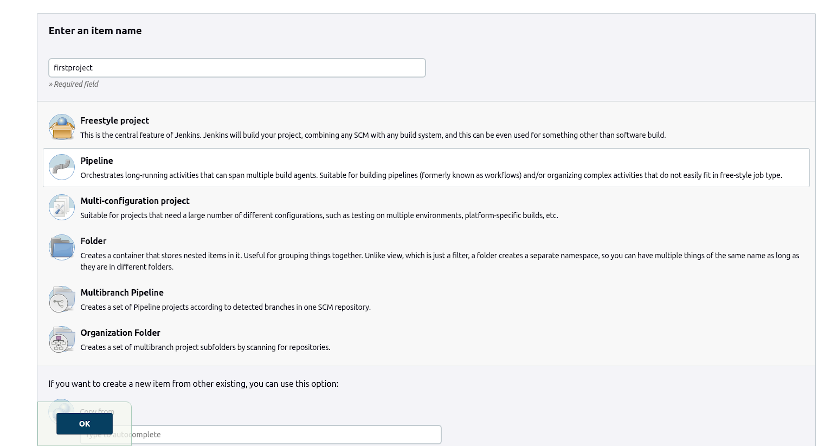 Enter an item name
firstproject
» Required field
Freestyle project
This is the central feature of Jenkins. Jenkins will build your project, combining any SCM with any build system, and this can be even used for something other than software build.
Pipeline
Orchestrates long-running activities that can span multiple build agents. Suitable for building pipelines (formerly known as workflows) and/or organizing complex activities that do not easily fit in free-style job type.
Multi-configuration project
Suitable for projects that need a large number of different configurations, such as testing on multiple environments, platform-specific builds, etc.
Folder
Creates a container that stores nested items in it. Useful for grouping things together. Unlike view, which is just a filter, a folder creates a separate namespace, so you can have multiple things of the same name as long as
they are in different folders.
Multibranch Pipeline
Creates a set of Pipeline projects according to detected branches in one SCM repository.
Organization Folder
Creates a set of multibranch project subfolders by scanning for repositories.
If you want to create a new item from other existing, you can use this option:
Copy from
OK
Type to autocomplete